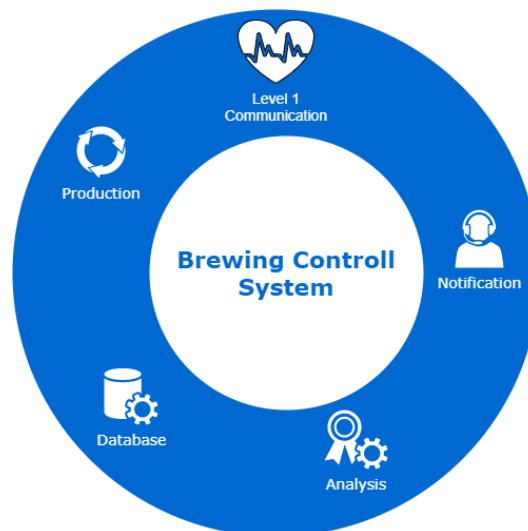 Level 1
Communication
Production
Brewing Controll
System
Notification
Database
Analysis